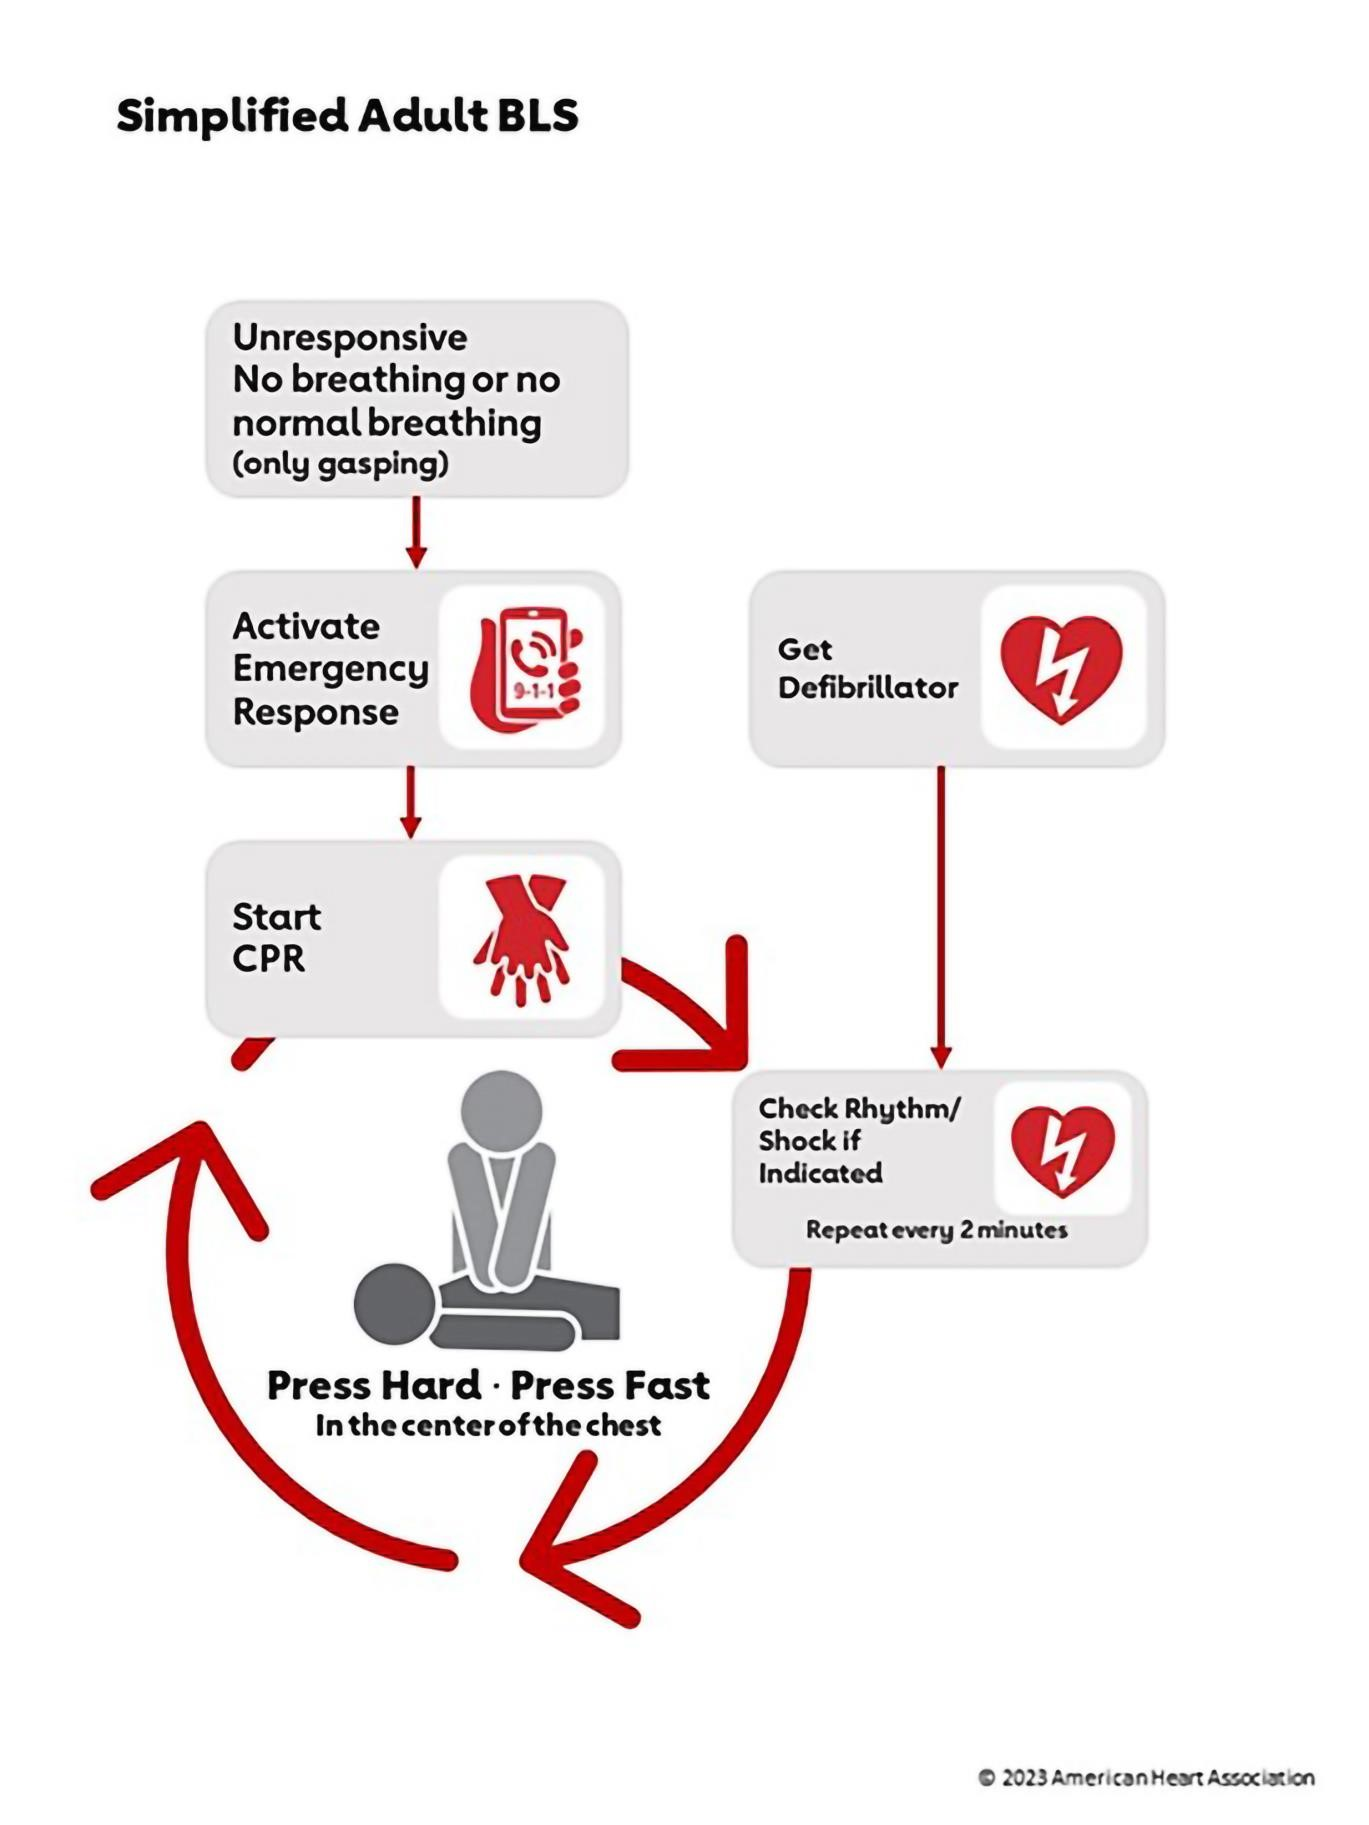 Simplified Adult BLS
Unresponsive
No breathing or no
normal breathing
(only gasping)
Activate
Emergency
Response
9-1-1
Get
Defibrillator
Start
CPR
Check Rhythm/
Shock if
Indicated
Repeat every 2 minutes
Press Hard · Press Fast
In the center of the chest
© 2023 American Heart Association